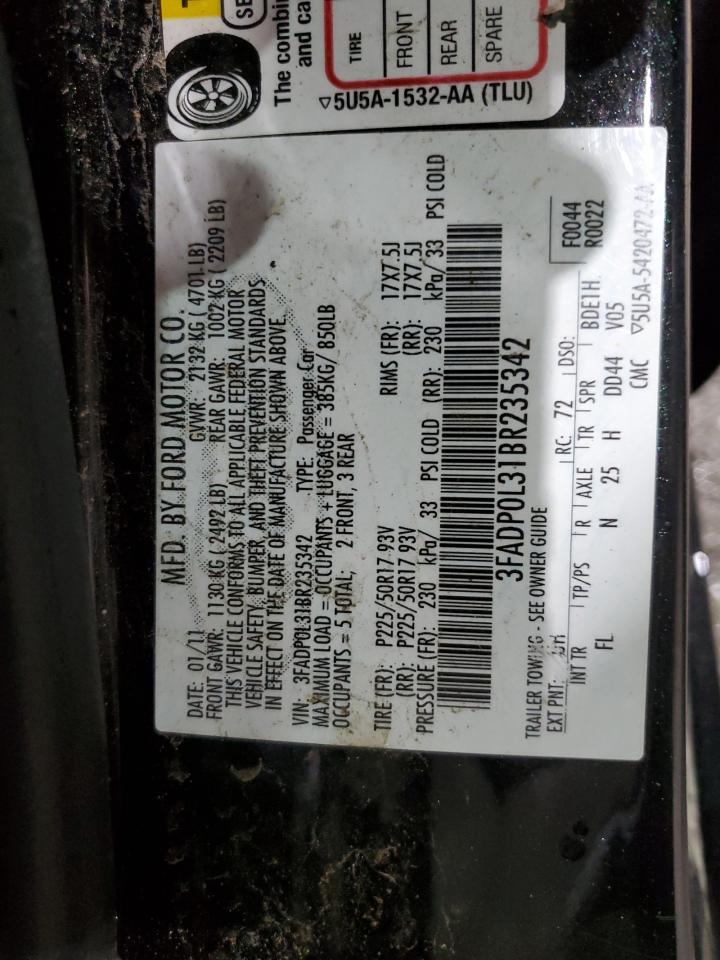 SE
The combin
and ca
TIRE
FRONT
REAR
SPARE
▽5U5A-1532-AA (TLU)
MFD. BY FORD MOTOR CO.
DATE: 01/11 GVWR: 2132 KG ( 4701 LB)
FRONT GAWR: 1130 KG ( 2492 LB) REAR GAWR: 1002 KG ( 2209 LB)
THIS VEHICLE CONFORMS TO ALL APPLICABLE FEDERAL MOTOR
VEHICLE SAFETY, BUMPER, AND THEFT PREVENTION STANDARDS
IN EFFECT ON THE DATE OF MANUFACTURE SHOWN ABOVE.
VIN: 3FADP0L31BR235342 TYPE: Passenger Car
MAXIMUM LOAD = OCCUPANTS + LUGGAGE = 385KG/ 850LB
OCCUPANTS = 5 TOTAL; 2 FRONT, 3 REAR
TIRE (FR): P225/50R17 93V RIMS (FR): 17X7.5J
(RR): P225/50R17 93V (RR): 17X7.5J
PRESSURE (FR): 230 kPa/ 33 PSI COLD (RR): 230 kPa/ 33 PSI COLD
3FADP0L31BR235342
TRAILER TOWING - SEE OWNER GUIDE F0044
EXT PNT: UH RC: 72 DSO: R0022
INT TR TP/PS R AXLE TR SPR BDE1H
FL N 25 H DD44 V05
CMC ▽5U5A-5420472-AA